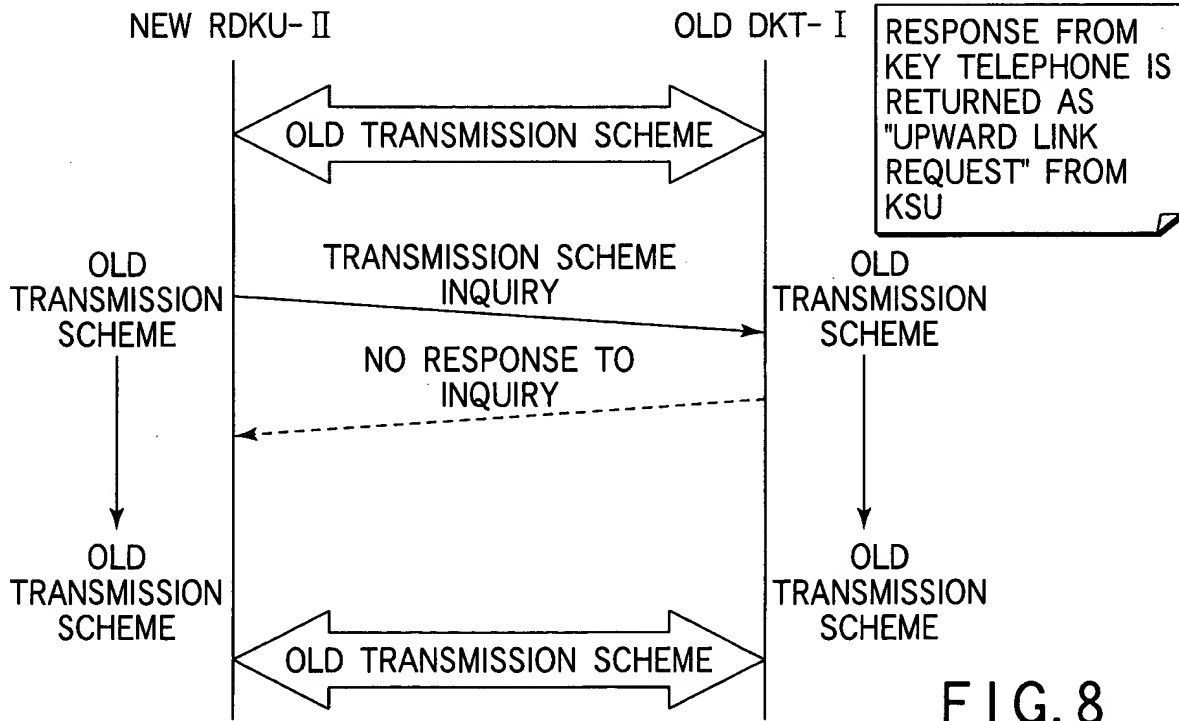 NEW RDKU-II
OLD DKT-I
RESPONSE FROM
KEY TELEPHONE IS
RETURNED AS
"UPWARD LINK
REQUEST" FROM
KSU
OLD TRANSMISSION SCHEME
OLD
TRANSMISSION
SCHEME
TRANSMISSION SCHEME
INQUIRY
OLD
TRANSMISSION
SCHEME
NO RESPONSE TO
INQUIRY
OLD
TRANSMISSION
SCHEME
OLD
TRANSMISSION
SCHEME
OLD TRANSMISSION SCHEME
FIG. 8